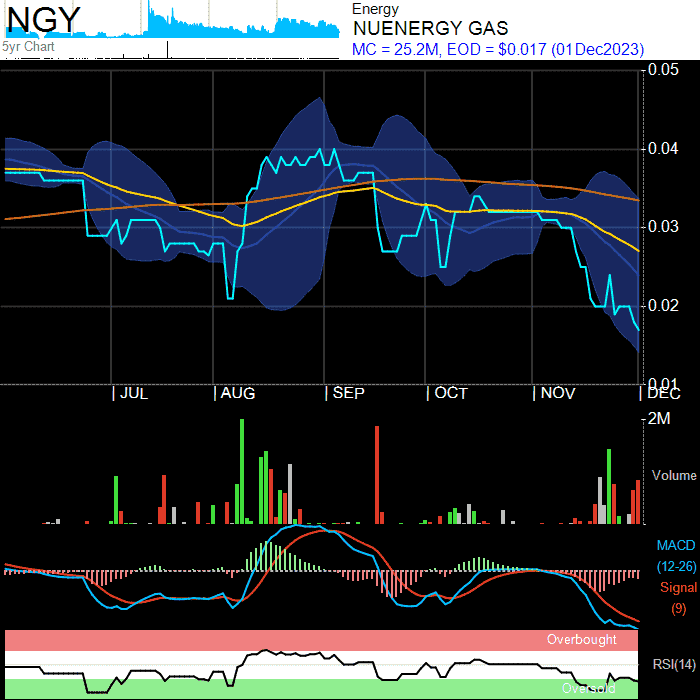 NGY
Energy
NUENERGY GAS
5yr Chart
MC = 25.2M, EOD = $0.017 (01Dec2023)
0.05
0.04
0.03
0.02
0.01
| JUL | AUG | SEP | OCT | NOV | DEC
2M
Volume
MACD
(12-26)
Signal
(9)
Overbought
RSI(14)
Oversold